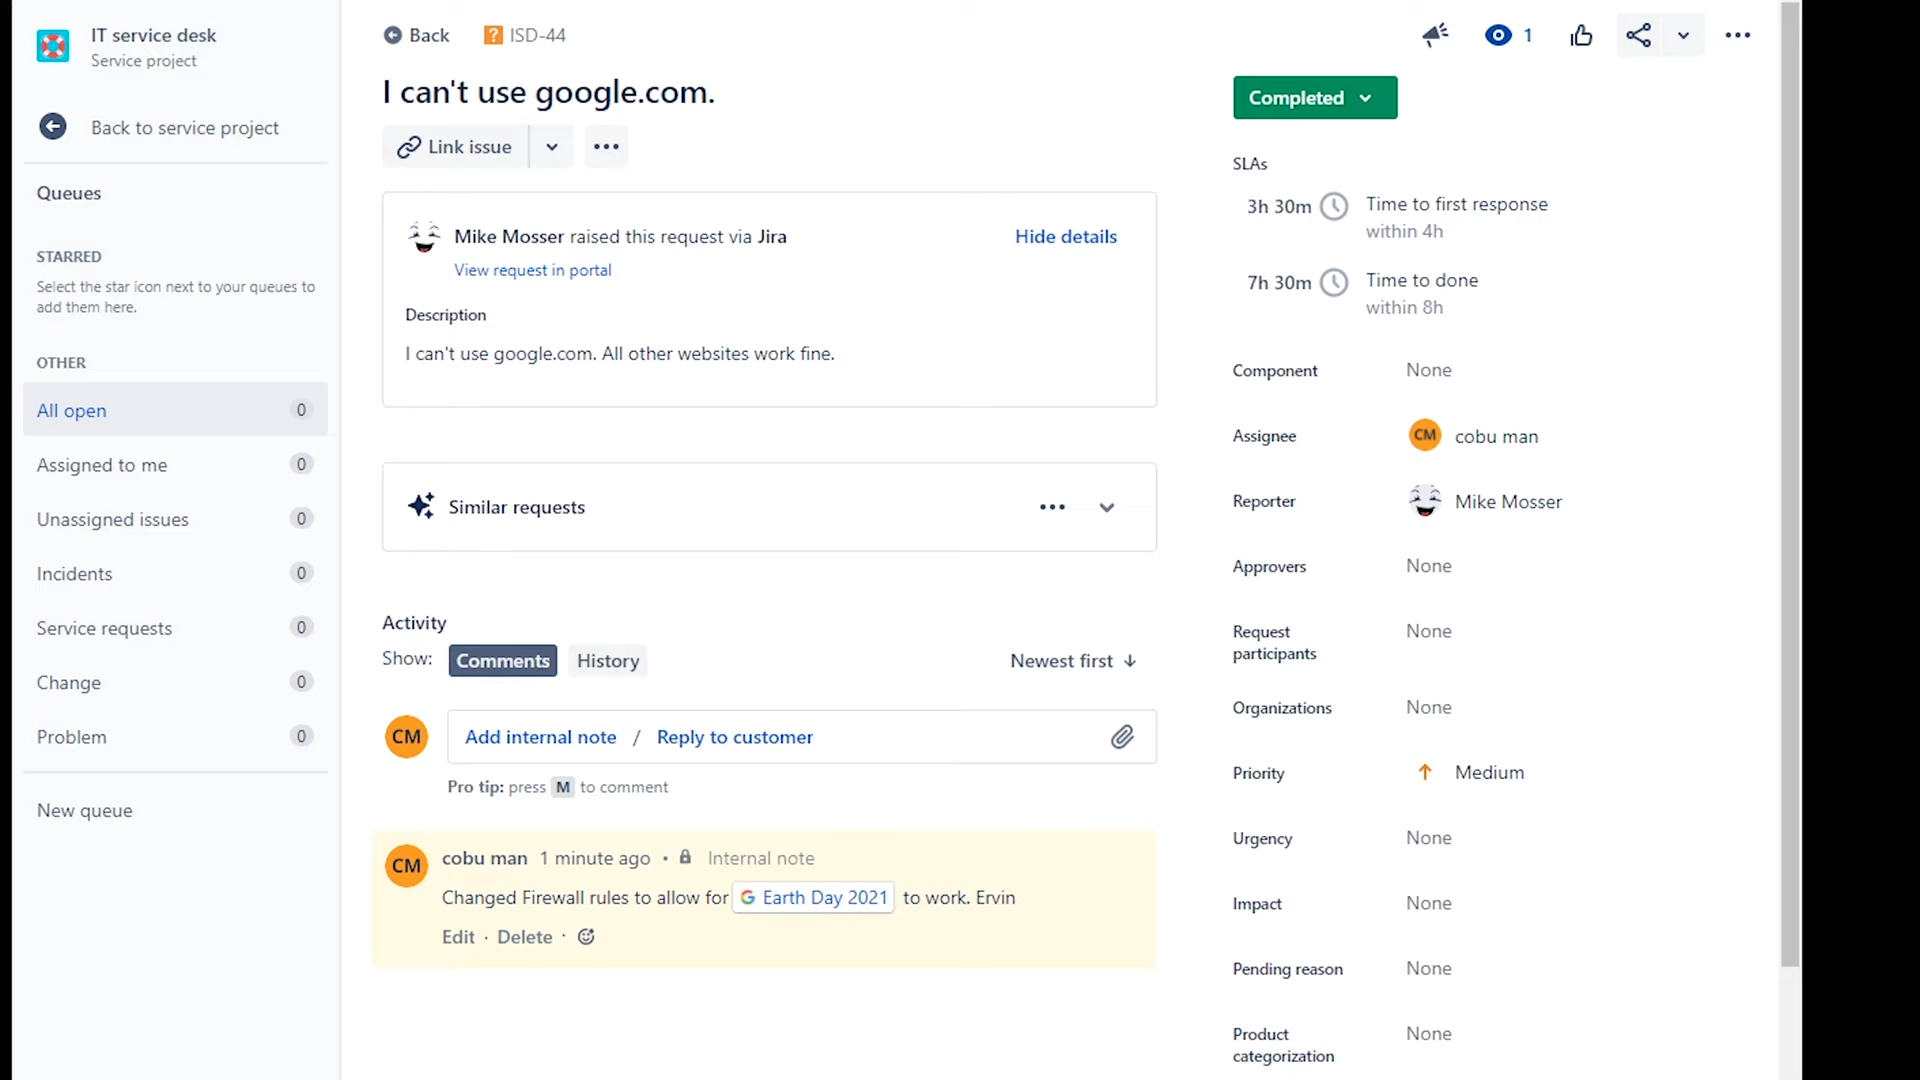 IT service desk
Service project
Back to service project
Queues
STARRED
Select the star icon next to your queues to
add them here.
OTHER
All open 0
Assigned to me 0
Unassigned issues 0
Incidents 0
Service requests 0
Change 0
Problem 0
New queue
Back ? ISD-44
I can't use google.com.
Link issue
Mike Mosser raised this request via Jira Hide details
View request in portal
Description
I can't use google.com. All other websites work fine.
Similar requests
Activity
Show: Comments History Newest first
CM Add internal note / Reply to customer
Pro tip: press M to comment
CM cobu man 1 minute ago • Internal note
Changed Firewall rules to allow for G Earth Day 2021 to work. Ervin
Edit · Delete ·
1
Completed
SLAs
3h 30m Time to first response
within 4h
7h 30m Time to done
within 8h
Component None
Assignee CM cobu man
Reporter Mike Mosser
Approvers None
Request
participants None
Organizations None
Priority Medium
Urgency None
Impact None
Pending reason None
Product
categorization None